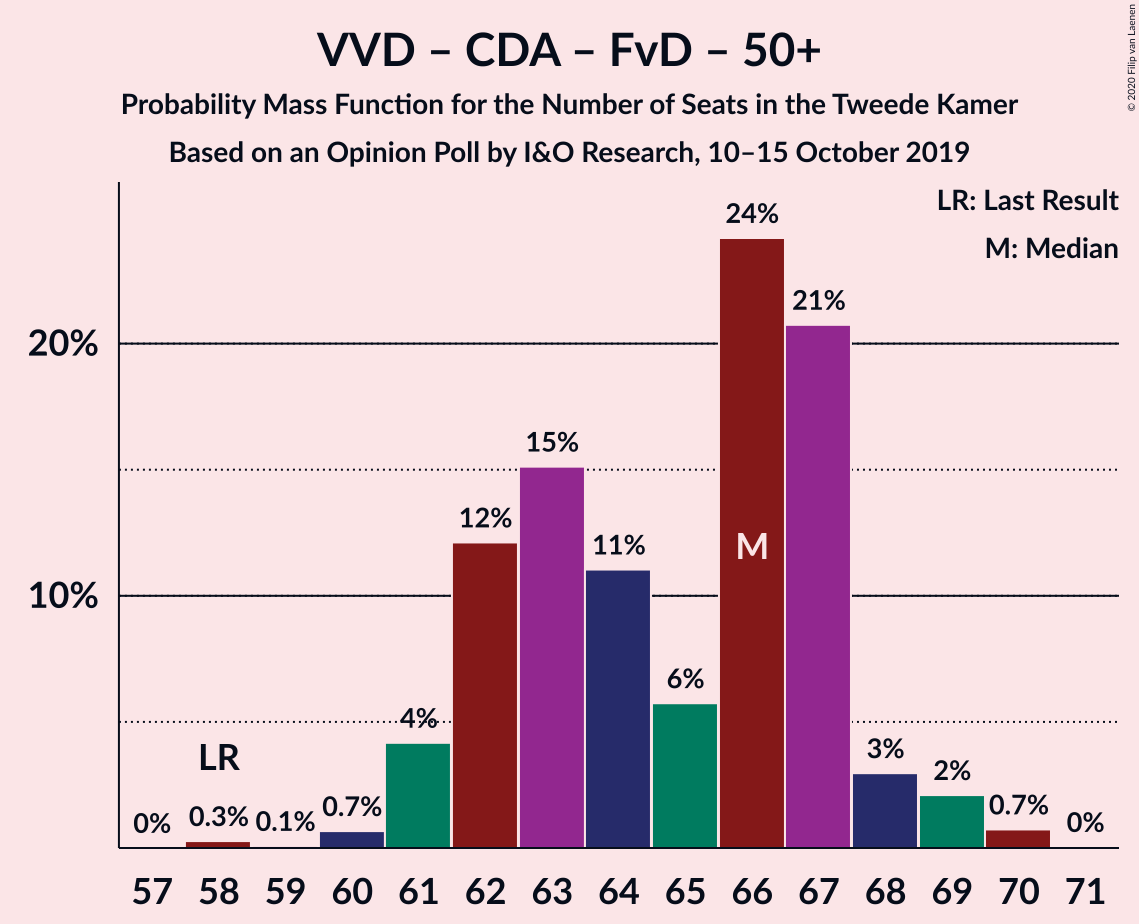 VVD – CDA – FvD – 50+
Probability Mass Function for the Number of Seats in the Tweede Kamer
Based on an Opinion Poll by I&O Research, 10–15 October 2019
© 2020 Filip van Laenen
LR: Last Result
M: Median
20%
10%
0%
0.3%
0.1%
0.7%
4%
12%
15%
11%
6%
24%
21%
3%
2%
0.7%
0%
LR
M
57 58 59 60 61 62 63 64 65 66 67 68 69 70 71